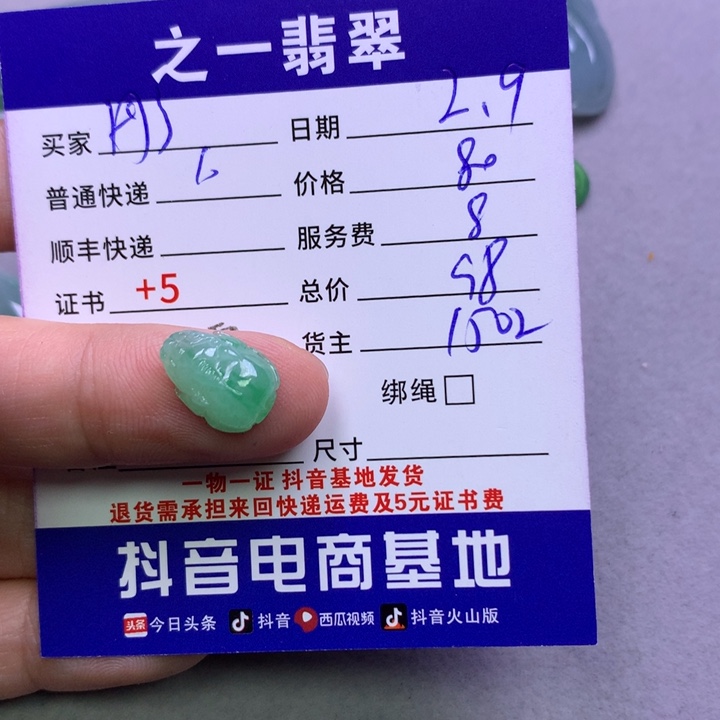 之一翡翠
买家 日期 2.9
普通快递 6 价格 80
顺丰快递 服务费 8
证书 +5 总价 98
货主 1502
绑绳
尺寸
一物一证 抖音基地发货
退货需承担来回快递运费及5元证书费
抖音电商基地
头条 今日头条 抖音 西瓜视频 抖音火山版